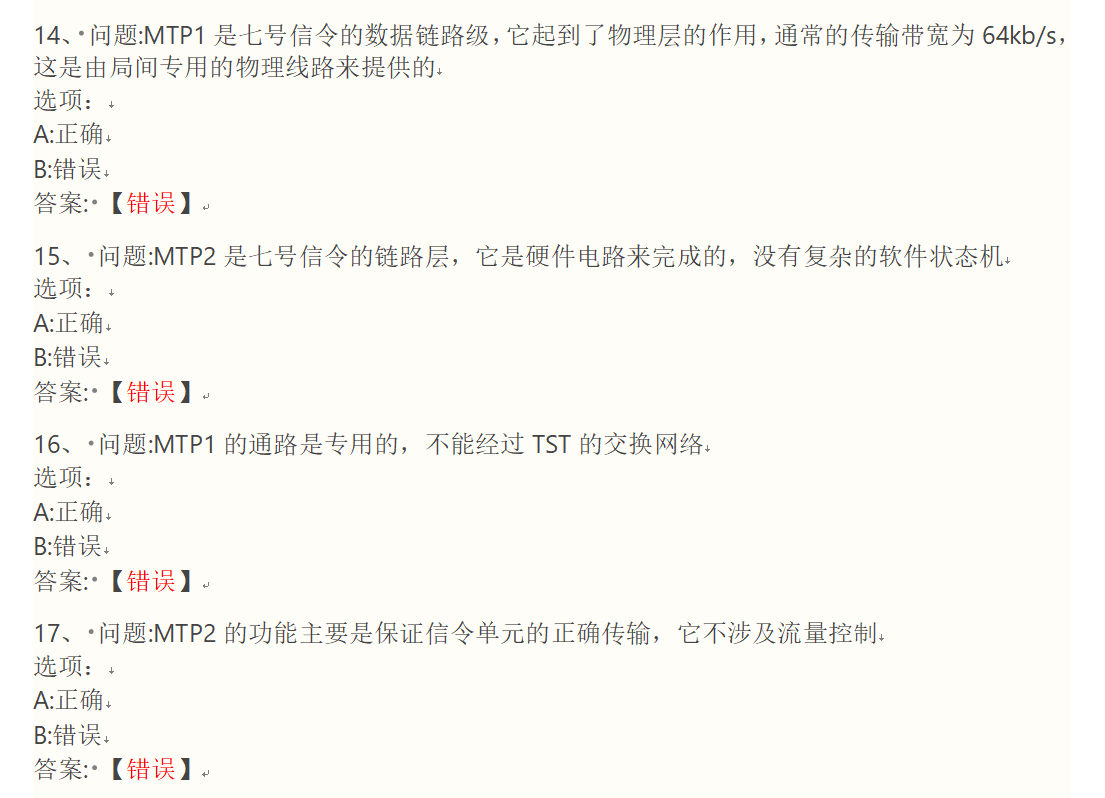 14、问题:MTP1 是七号信令的数据链路级,它起到了物理层的作用,通常的传输带宽为 64kb/s,
这是由局间专用的物理线路来提供的
选项：
A:正确
B:错误
答案:【错误】
15、问题:MTP2 是七号信令的链路层，它是硬件电路来完成的，没有复杂的软件状态机
选项：
A:正确
B:错误
答案:【错误】
16、问题:MTP1 的通路是专用的，不能经过 TST 的交换网络
选项：
A:正确
B:错误
答案:【错误】
17、问题:MTP2 的功能主要是保证信令单元的正确传输，它不涉及流量控制
选项：
A:正确
B:错误
答案:【错误】